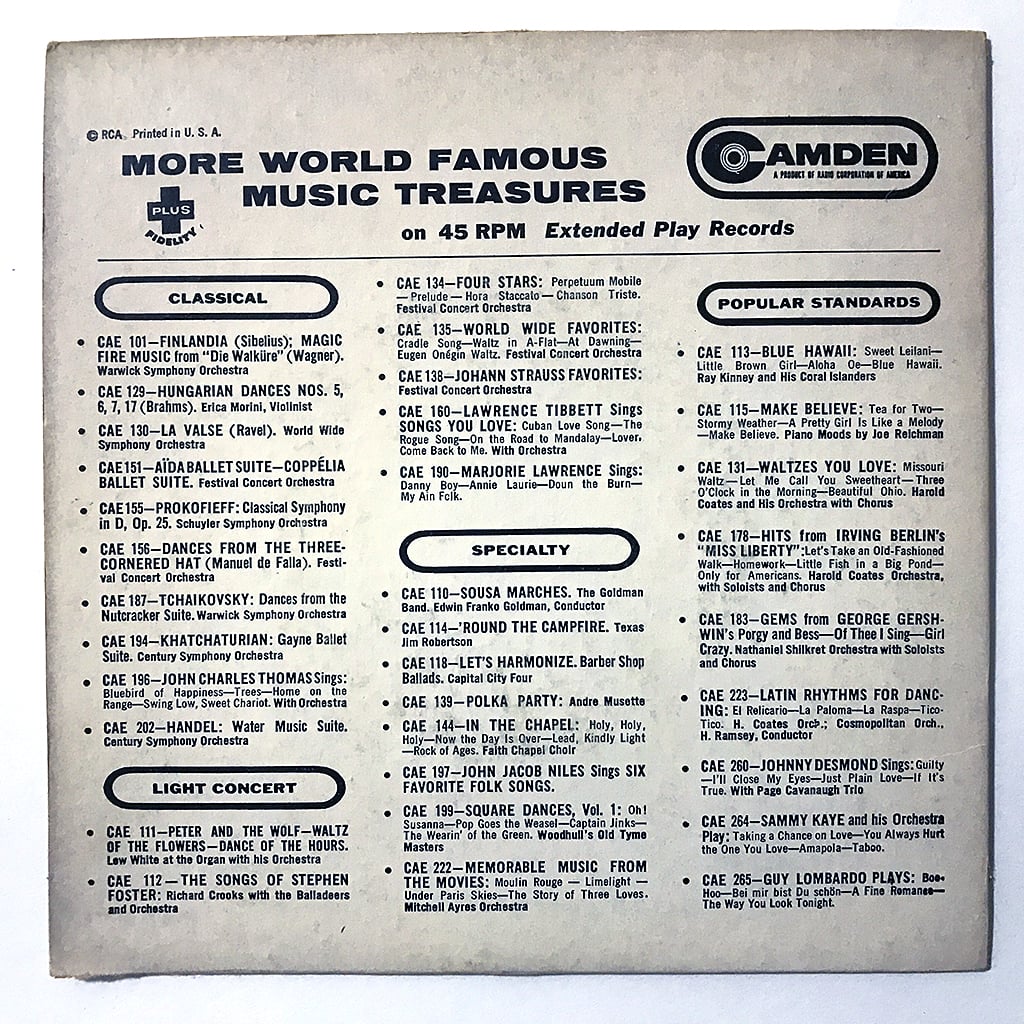 © RCA Printed in U. S. A.
MORE WORLD FAMOUS
MUSIC TREASURES
PLUS
FIDELITY
on 45 RPM Extended Play Records
CAMDEN
A PRODUCT OF RADIO CORPORATION OF AMERICA
CLASSICAL
• CAE 101—FINLANDIA (Sibelius); MAGIC
FIRE MUSIC from "Die Walküre" (Wagner).
Warwick Symphony Orchestra
• CAE 129—HUNGARIAN DANCES NOS. 5,
6, 7, 17 (Brahms). Erica Morini, Violinist
• CAE 130—LA VALSE (Ravel). World Wide
Symphony Orchestra
• CAE 151—AÏDA BALLET SUITE—COPPÉLIA
BALLET SUITE. Festival Concert Orchestra
• CAE 155—PROKOFIEFF: Classical Symphony
in D, Op. 25. Schuyler Symphony Orchestra
• CAE 156—DANCES FROM THE THREE-
CORNERED HAT (Manuel de Falla). Festi-
val Concert Orchestra
• CAE 187—TCHAIKOVSKY: Dances from the
Nutcracker Suite. Warwick Symphony Orchestra
• CAE 194—KHATCHATURIAN: Gayne Ballet
Suite. Century Symphony Orchestra
• CAE 196—JOHN CHARLES THOMAS Sings:
Bluebird of Happiness—Trees—Home on the
Range—Swing Low, Sweet Chariot. With Orchestra
• CAE 202—HANDEL: Water Music Suite.
Century Symphony Orchestra
LIGHT CONCERT
• CAE 111—PETER AND THE WOLF—WALTZ
OF THE FLOWERS—DANCE OF THE HOURS.
Lew White at the Organ with his Orchestra
• CAE 112—THE SONGS OF STEPHEN
FOSTER: Richard Crooks with the Balladeers
and Orchestra
• CAE 134—FOUR STARS: Perpetuum Mobile
—Prelude—Hora Staccato—Chanson Triste.
Festival Concert Orchestra
• CAE 135—WORLD WIDE FAVORITES:
Cradle Song—Waltz in A-Flat—At Dawning—
Eugen Onégin Waltz. Festival Concert Orchestra
• CAE 138—JOHANN STRAUSS FAVORITES:
Festival Concert Orchestra
• CAE 160—LAWRENCE TIBBETT Sings
SONGS YOU LOVE: Cuban Love Song—The
Rogue Song—On the Road to Mandalay—Lover,
Come Back to Me. With Orchestra
• CAE 190—MARJORIE LAWRENCE Sings:
Danny Boy—Annie Laurie—Doun the Burn—
My Ain Folk.
SPECIALTY
• CAE 110—SOUSA MARCHES. The Goldman
Band. Edwin Franko Goldman, Conductor
• CAE 114—'ROUND THE CAMPFIRE. Texas
Jim Robertson
• CAE 118—LET'S HARMONIZE. Barber Shop
Ballads. Capital City Four
• CAE 139—POLKA PARTY: Andre Musette
• CAE 144—IN THE CHAPEL: Holy, Holy,
Holy—Now the Day Is Over—Lead, Kindly Light
—Rock of Ages. Faith Chapel Choir
• CAE 197—JOHN JACOB NILES Sings SIX
FAVORITE FOLK SONGS.
• CAE 199—SQUARE DANCES, Vol. 1: Oh!
Susanna—Pop Goes the Weasel—Captain Jinks—
The Wearin' of the Green. Woodhull's Old Tyme
Masters
• CAE 222—MEMORABLE MUSIC FROM
THE MOVIES: Moulin Rouge — Limelight —
Under Paris Skies—The Story of Three Loves.
Mitchell Ayres Orchestra
POPULAR STANDARDS
• CAE 113—BLUE HAWAII: Sweet Leilani—
Little Brown Girl—Aloha Oe—Blue Hawaii.
Ray Kinney and His Coral Islanders
• CAE 115—MAKE BELIEVE: Tea for Two—
Stormy Weather—A Pretty Girl Is Like a Melody
—Make Believe. Piano Moods by Joe Reichman
• CAE 131—WALTZES YOU LOVE: Missouri
Waltz—Let Me Call You Sweetheart—Three
O'Clock in the Morning—Beautiful Ohio. Harold
Coates and His Orchestra with Chorus
• CAE 178—HITS from IRVING BERLIN's
"MISS LIBERTY": Let's Take an Old-Fashioned
Walk—Homework—Little Fish in a Big Pond—
Only for Americans. Harold Coates Orchestra,
with Soloists and Chorus
• CAE 183—GEMS from GEORGE GERSH-
WIN's Porgy and Bess—Of Thee I Sing—Girl
Crazy. Nathaniel Shilkret Orchestra with Soloists
and Chorus
• CAE 223—LATIN RHYTHMS FOR DANC-
ING: El Relicario—La Paloma—La Raspa—Tico-
Tico. H. Coates Orch.; Cosmopolitan Orch.,
H. Ramsey, Conductor
• CAE 260—JOHNNY DESMOND Sings: Guilty
—I'll Close My Eyes—Just Plain Love—If It's
True. With Page Cavanaugh Trio
• CAE 264—SAMMY KAYE and his Orchestra
Play: Taking a Chance on Love—You Always Hurt
the One You Love—Amapola—Taboo.
• CAE 265—GUY LOMBARDO PLAYS: Boo-
Hoo—Bei mir bist Du schön—A Fine Romance—
The Way You Look Tonight.